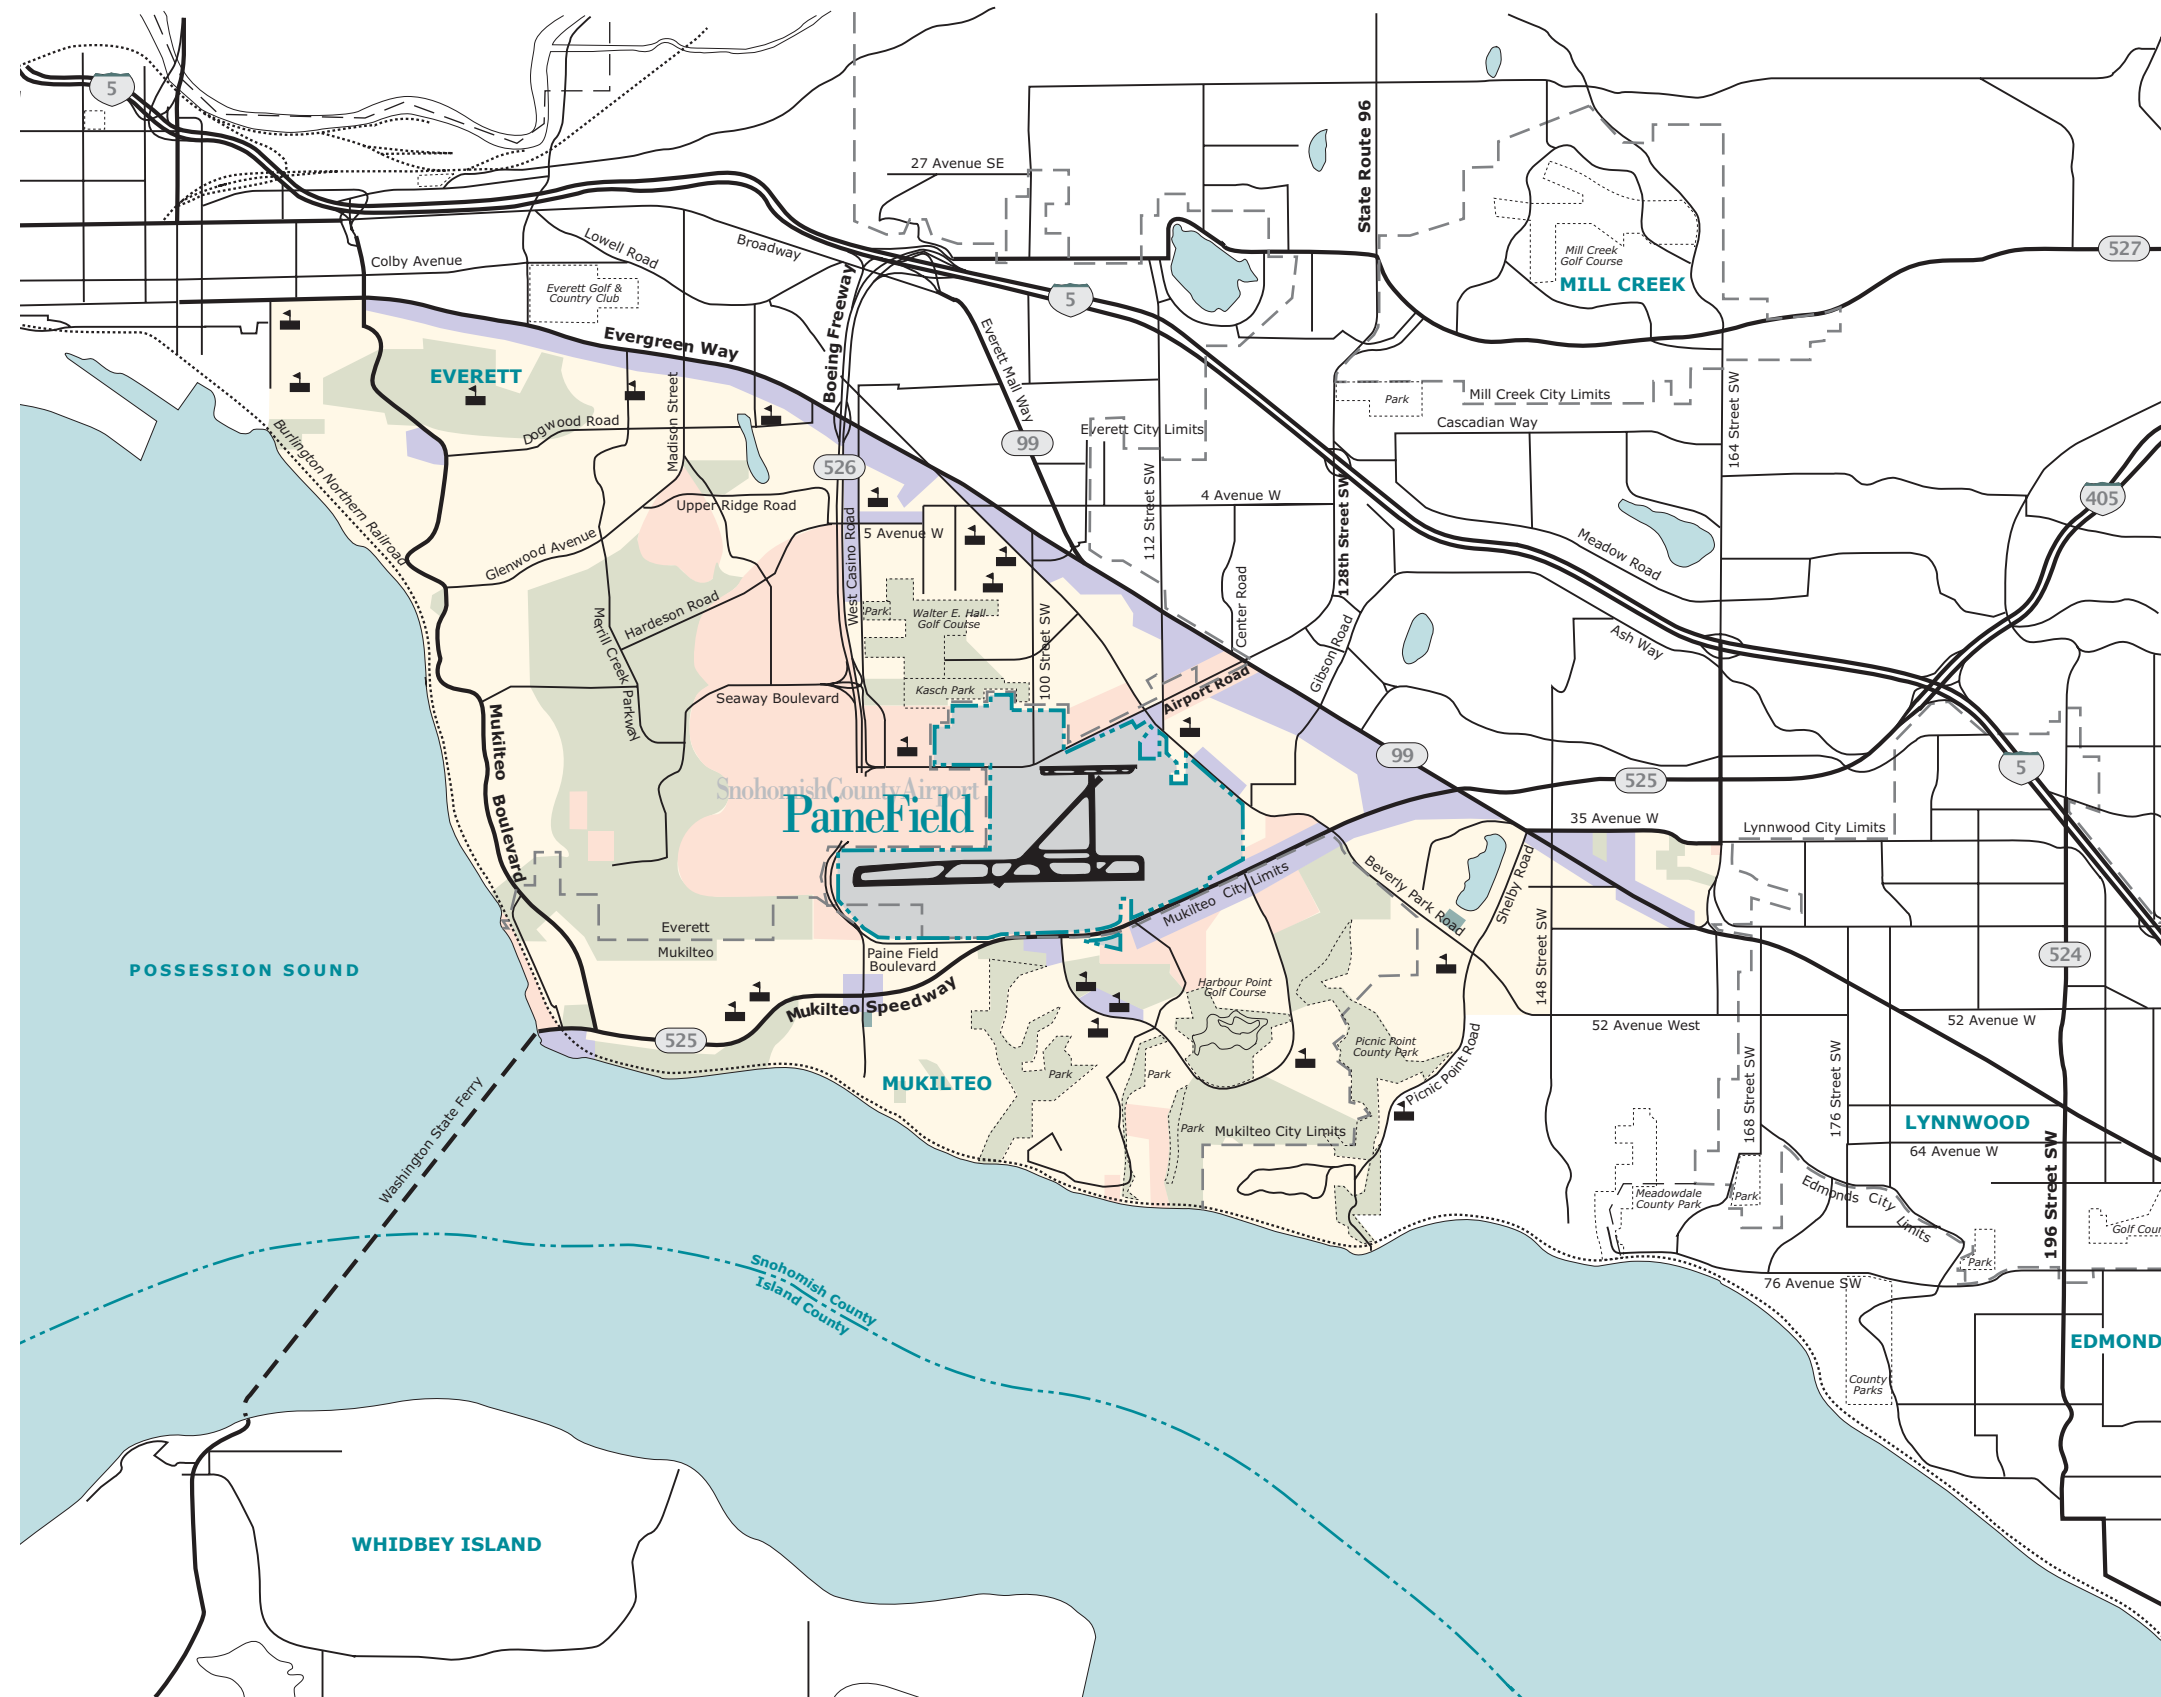 5
27 Avenue SE
State Route 96
Colby Avenue
Lowell Road
Broadway
Mill Creek
Golf Course
MILL CREEK
527
Everett Golf &
Country Club
5
Evergreen Way
Boeing Freway
Everett Mall Way
EVERETT
Madison Street
Park
Mill Creek City Limits
164 Street SW
Dogwood Road
Everett City Limits
Cascadian Way
99
526
Burlington Northern Railroad
Upper Ridge Road
4 Avenue W
112 Street SW
128th Street SW
405
5 Avenue W
West Casino Road
Glenwood Avenue
Meadow Road
Hardeson Road
Merrill Creek Parkway
Park
Walter E. Hall
Golf Course
100 Street SW
Center Road
Gibson Road
Ash Way
Kasch Park
Seaway Boulevard
Airport Road
Mukilteo Boulevard
99
525
5
Snohomish County Airport
Paine Field
35 Avenue W
Lynnwood City Limits
Mukilteo City Limits
Beverly Park Road
Shelby Road
148 Street SW
Everett
Mukilteo
Paine Field
Boulevard
524
POSSESSION SOUND
Mukilteo Speedway
Harbour Point
Golf Course
525
52 Avenue West
52 Avenue W
Picnic Point
County Park
Picnic Point Road
168 Street SW
176 Street SW
MUKILTEO
Park
Park
Park
Mukilteo City Limits
LYNNWOOD
64 Avenue W
196 Street SW
Washington State Ferry
Meadowdale
County Park
Park
Edmonds City Limits
Golf Cour
Park
Snohomish County
Island County
76 Avenue SW
EDMOND
County
Parks
WHIDBEY ISLAND